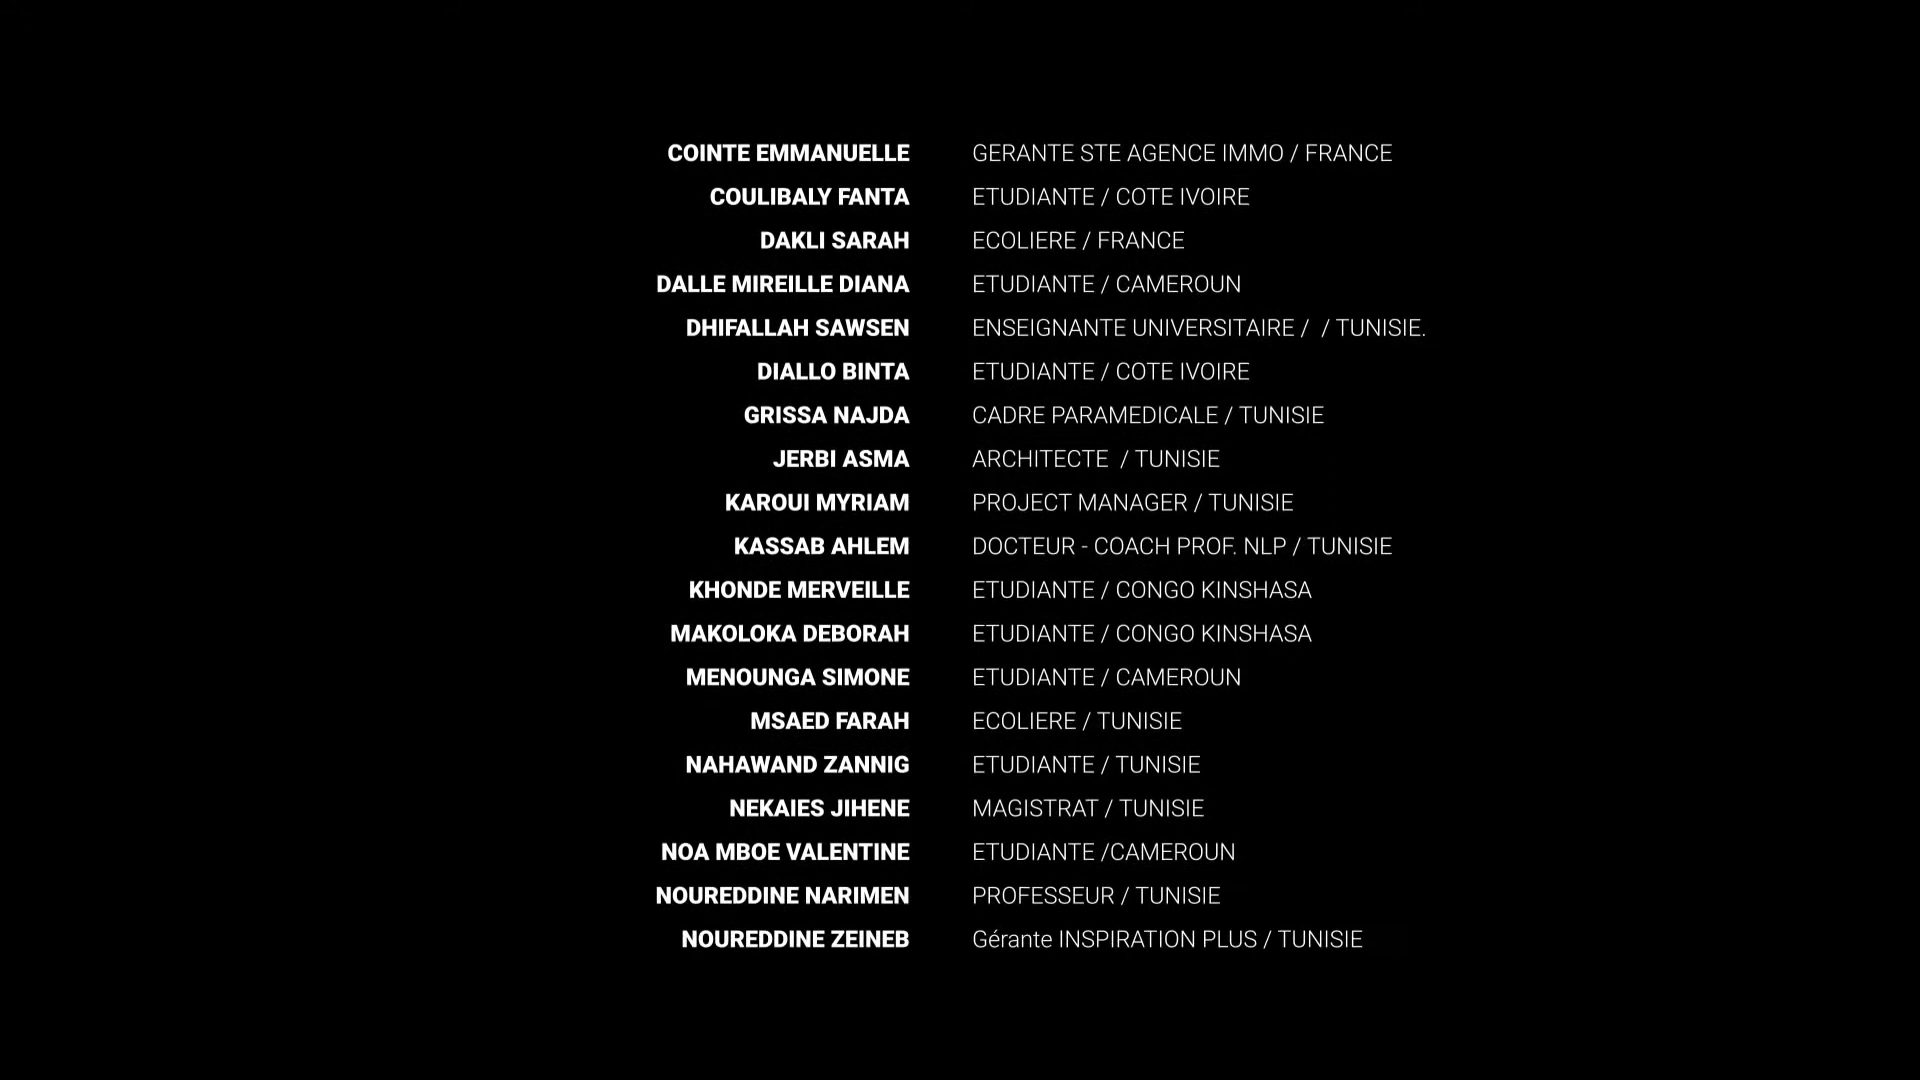 COINTE EMMANUELLE GERANTE STE AGENCE IMMO / FRANCE
COULIBALY FANTA ETUDIANTE / COTE IVOIRE
DAKLI SARAH ECOLIERE / FRANCE
DALLE MIREILLE DIANA ETUDIANTE / CAMEROUN
DHIFALLAH SAWSEN ENSEIGNANTE UNIVERSITAIRE /  / TUNISIE.
DIALLO BINTA ETUDIANTE / COTE IVOIRE
GRISSA NAJDA CADRE PARAMEDICALE / TUNISIE
JERBI ASMA ARCHITECTE  / TUNISIE
KAROUI MYRIAM PROJECT MANAGER / TUNISIE
KASSAB AHLEM DOCTEUR - COACH PROF. NLP / TUNISIE
KHONDE MERVEILLE ETUDIANTE / CONGO KINSHASA
MAKOLOKA DEBORAH ETUDIANTE / CONGO KINSHASA
MENOUNGA SIMONE ETUDIANTE / CAMEROUN
MSAED FARAH ECOLIERE / TUNISIE
NAHAWAND ZANNIG ETUDIANTE / TUNISIE
NEKAIES JIHENE MAGISTRAT / TUNISIE
NOA MBOE VALENTINE ETUDIANTE /CAMEROUN
NOUREDDINE NARIMEN PROFESSEUR / TUNISIE
NOUREDDINE ZEINEB Gérante INSPIRATION PLUS / TUNISIE